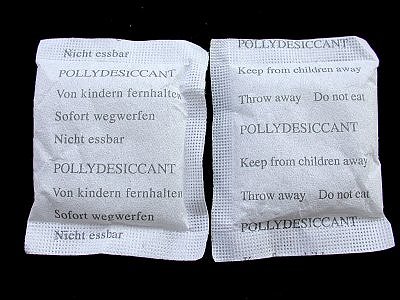 Nicht essbar
POLLYDESICCANT
Von kindern fernhalten
Sofort wegwerfen
Nicht essbar
POLLYDESICCANT
Von kindern fernhalten
Sofort wegwerfen
Nicht essbar
POLLYDESICCANT
Keep from children away
Throw away Do not eat
POLLYDESICCANT
Keep from children away
Throw away Do not eat
POLLYDESICCANT